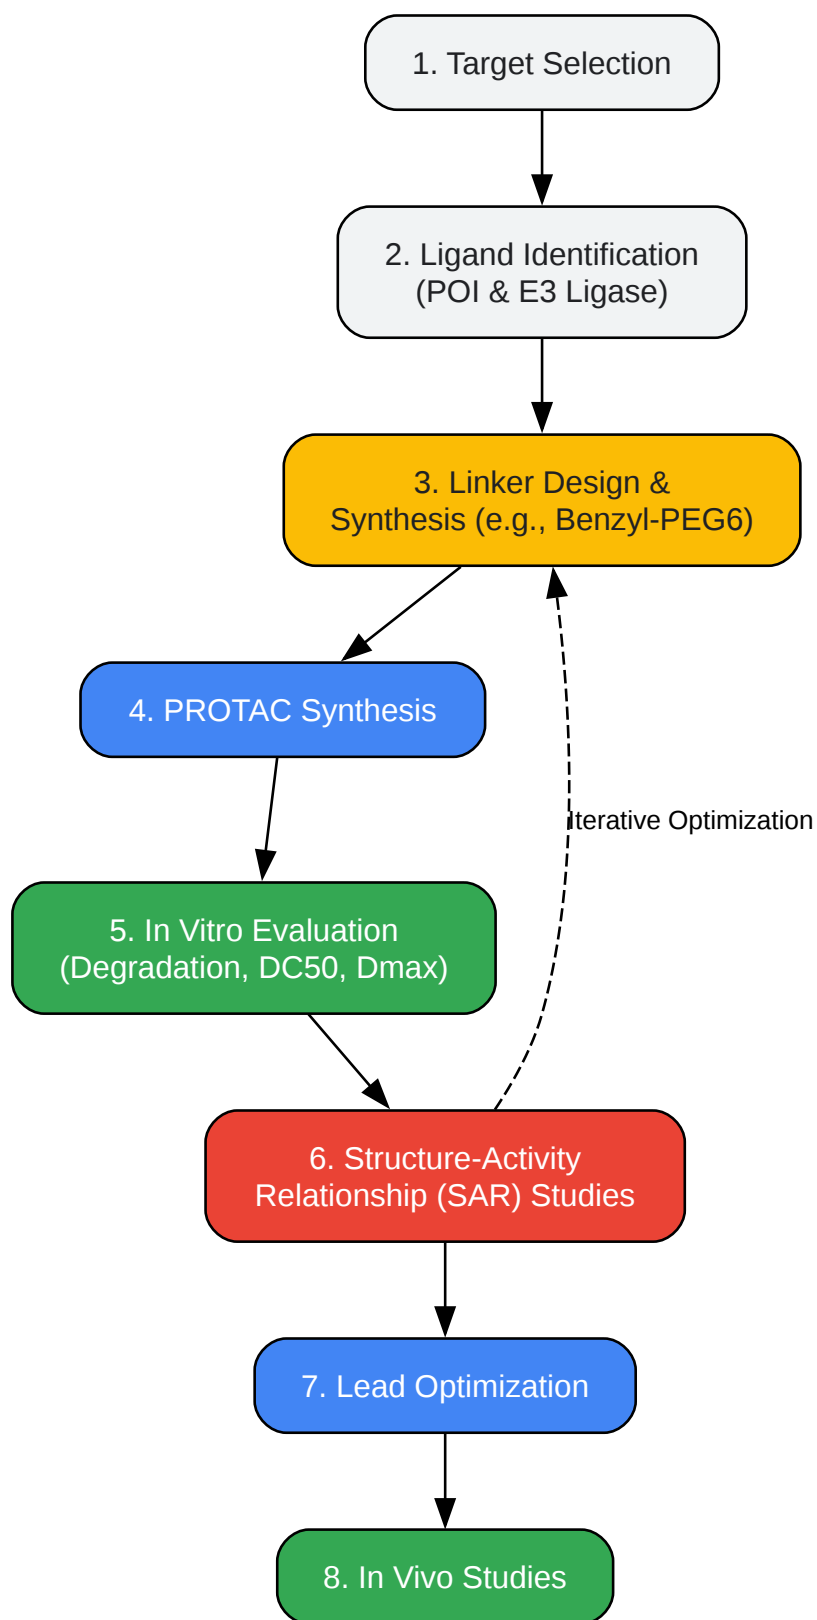 1. Target Selection
2. Ligand Identification
(POI & E3 Ligase)
3. Linker Design &
Synthesis (e.g., Benzyl-PEG6)
4. PROTAC Synthesis
Iterative Optimization
5. In Vitro Evaluation
(Degradation, DC50, Dmax)
6. Structure-Activity
Relationship (SAR) Studies
7. Lead Optimization
8. In Vivo Studies